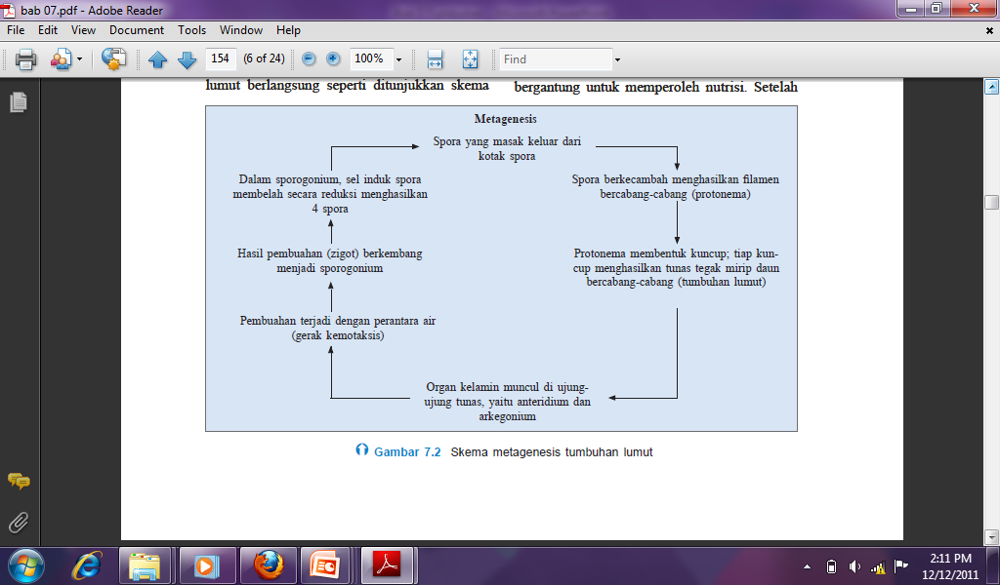 bab 07.pdf - Adobe Reader
File Edit View Document Tools Window Help
154 (6 of 24) 100% Find
lumut berlangsung seperti ditunjukkan skema
bergantung untuk memperoleh nutrisi. Setelah
Metagenesis
Spora yang masak keluar dari
kotak spora
Spora berkecambah menghasilkan filamen
bercabang-cabang (protonema)
Protonema membentuk kuncup; tiap kun-
cup menghasilkan tunas tegak mirip daun
bercabang-cabang (tumbuhan lumut)
Organ kelamin muncul di ujung-
ujung tunas, yaitu anteridium dan
arkegonium
Pembuahan terjadi dengan perantara air
(gerak kemotaksis)
Hasil pembuahan (zigot) berkembang
menjadi sporogonium
Dalam sporogonium, sel induk spora
membelah secara reduksi menghasilkan
4 spora
Gambar 7.2 Skema metagenesis tumbuhan lumut
2:11 PM
12/12/2011